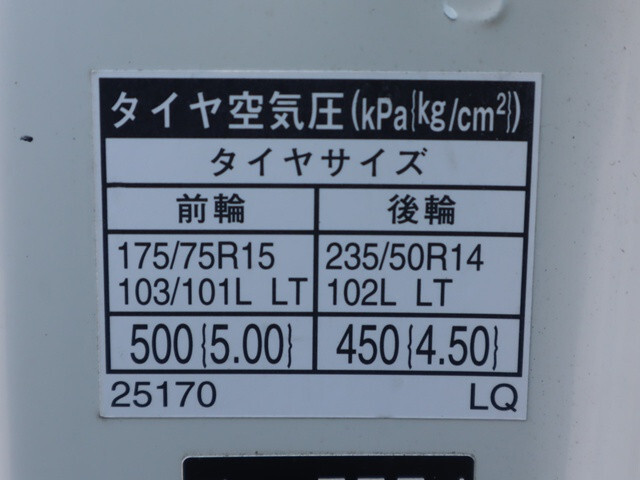 タイヤ空気圧(kPa{kg/cm²})
タイヤサイズ
前輪 後輪
175/75R15 235/50R14
103/101L LT 102L LT
500{5.00} 450{4.50}
25170 LQ